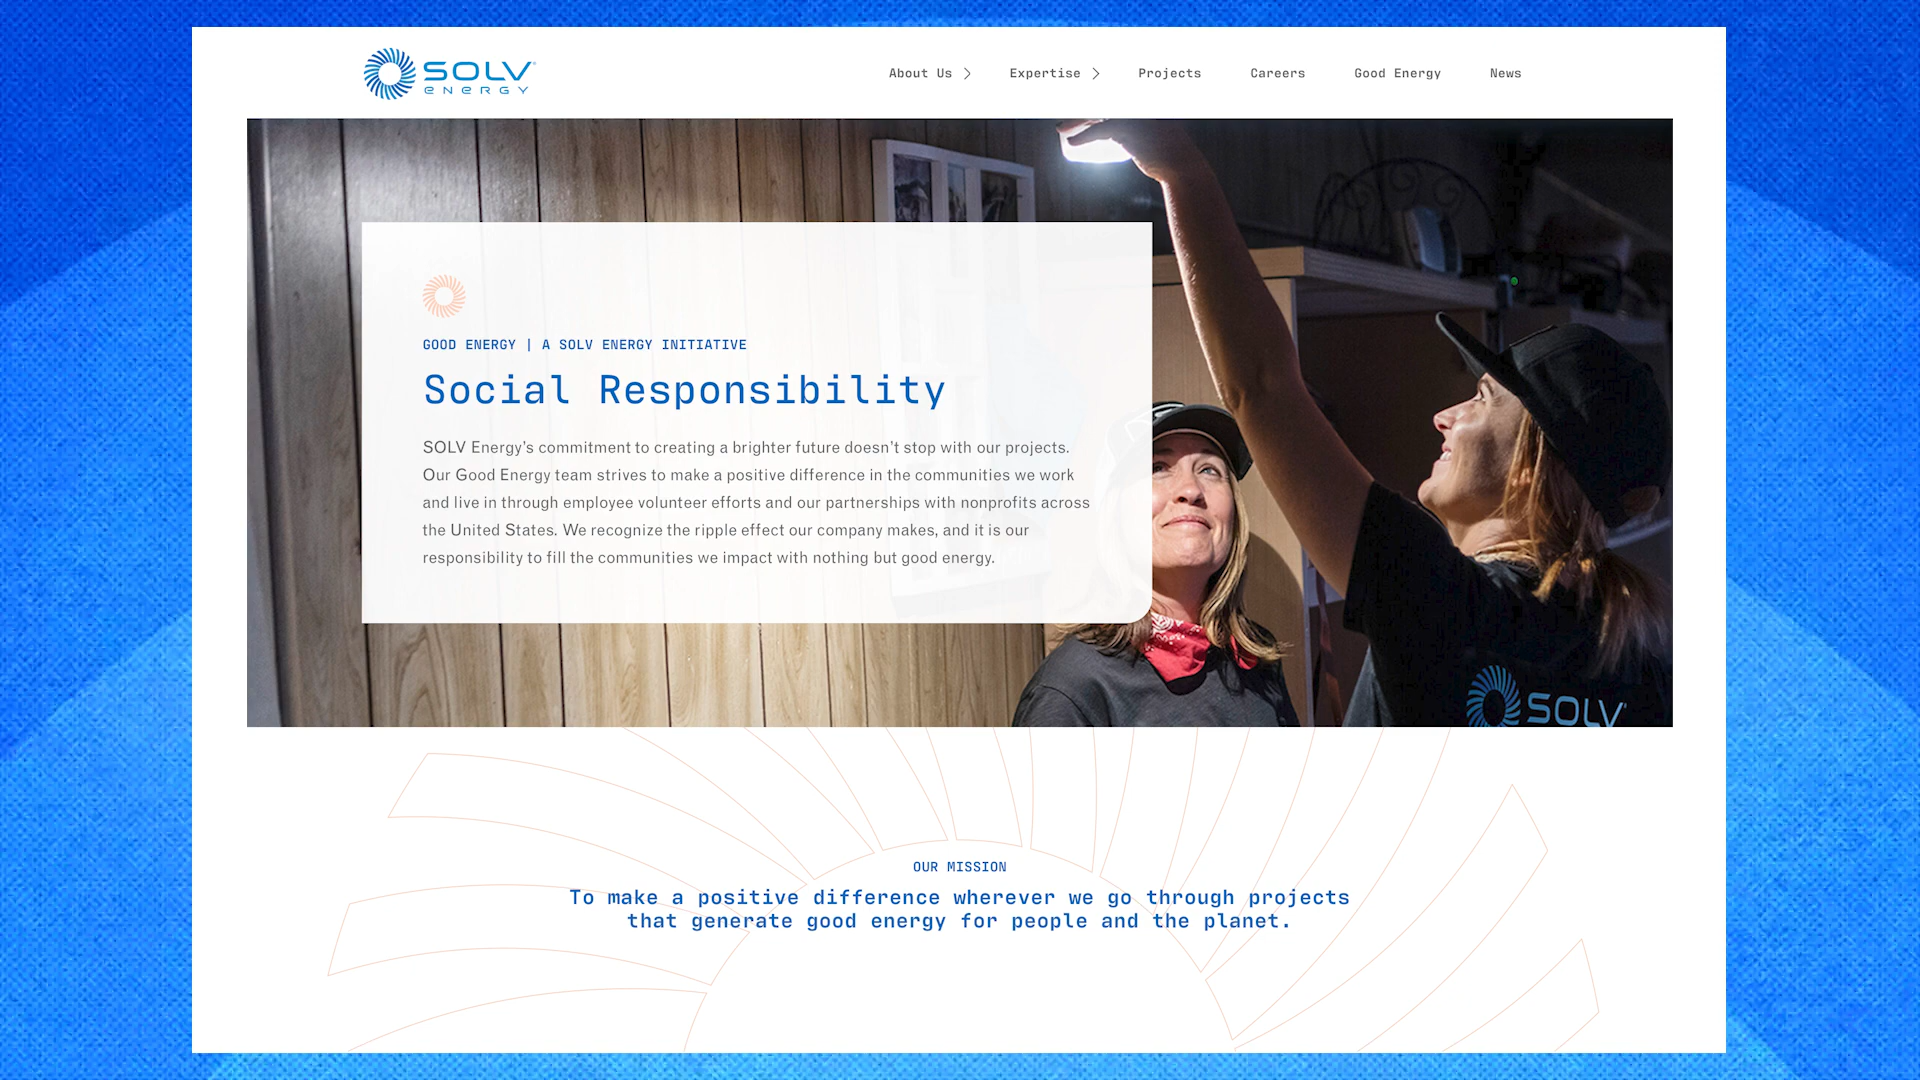 SOLV
ENERGY
About Us
Expertise
Projects
Careers
Good Energy
News
GOOD ENERGY | A SOLV ENERGY INITIATIVE
Social Responsibility
SOLV Energy's commitment to creating a brighter future doesn't stop with our projects.
Our Good Energy team strives to make a positive difference in the communities we work
and live in through employee volunteer efforts and our partnerships with nonprofits across
the United States. We recognize the ripple effect our company makes, and it is our
responsibility to fill the communities we impact with nothing but good energy.
SOLV
OUR MISSION
To make a positive difference wherever we go through projects
that generate good energy for people and the planet.